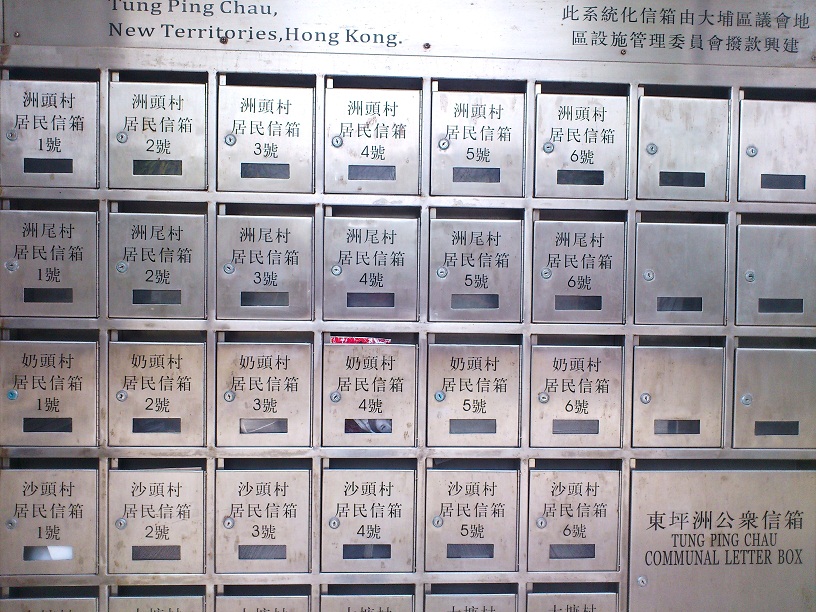 Tung Ping Chau,
New Territories,Hong Kong.
此系統化信箱由大埔區議會地
區設施管理委員會撥款興建
洲頭村
居民信箱
1號
洲頭村
居民信箱
2號
洲頭村
居民信箱
3號
洲頭村
居民信箱
4號
洲頭村
居民信箱
5號
洲頭村
居民信箱
6號
洲尾村
居民信箱
1號
洲尾村
居民信箱
2號
洲尾村
居民信箱
3號
洲尾村
居民信箱
4號
洲尾村
居民信箱
5號
洲尾村
居民信箱
6號
奶頭村
居民信箱
1號
奶頭村
居民信箱
2號
奶頭村
居民信箱
3號
奶頭村
居民信箱
4號
奶頭村
居民信箱
5號
奶頭村
居民信箱
6號
沙頭村
居民信箱
1號
沙頭村
居民信箱
2號
沙頭村
居民信箱
3號
沙頭村
居民信箱
4號
沙頭村
居民信箱
5號
沙頭村
居民信箱
6號
東坪洲公眾信箱
TUNG PING CHAU
COMMUNAL LETTER BOX